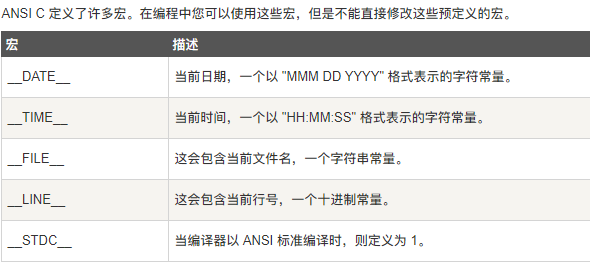 ANSI C 定义了许多宏。在编程中您可以使用这些宏，但是不能直接修改这些预定义的宏。
宏 描述
__DATE__ 当前日期，一个以 "MMM DD YYYY" 格式表示的字符常量。
__TIME__ 当前时间，一个以 "HH:MM:SS" 格式表示的字符常量。
__FILE__ 这会包含当前文件名，一个字符串常量。
__LINE__ 这会包含当前行号，一个十进制常量。
__STDC__ 当编译器以 ANSI 标准编译时，则定义为 1。